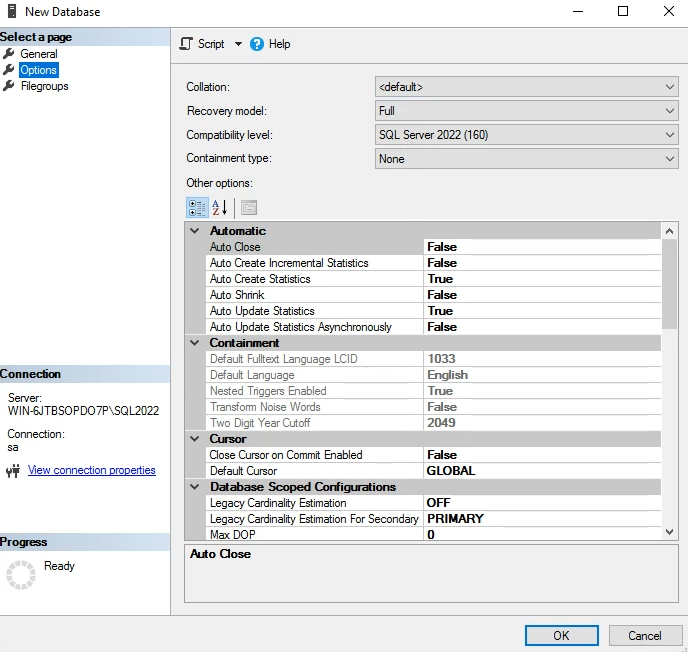 New Database
Select a page
General
Options
Filegroups
Script
Help
Collation: <default>
Recovery model: Full
Compatibility level: SQL Server 2022 (160)
Containment type: None
Other options:
Automatic
Auto Close False
Auto Create Incremental Statistics False
Auto Create Statistics True
Auto Shrink False
Auto Update Statistics True
Auto Update Statistics Asynchronously False
Containment
Default Fulltext Language LCID 1033
Default Language English
Nested Triggers Enabled True
Transform Noise Words False
Two Digit Year Cutoff 2049
Cursor
Close Cursor on Commit Enabled False
Default Cursor GLOBAL
Database Scoped Configurations
Legacy Cardinality Estimation OFF
Legacy Cardinality Estimation For Secondary PRIMARY
Max DOP 0
Auto Close
Connection
Server:
WIN-6JTBSOPDO7P\SQL2022
Connection:
sa
View connection properties
Progress
Ready
OK
Cancel